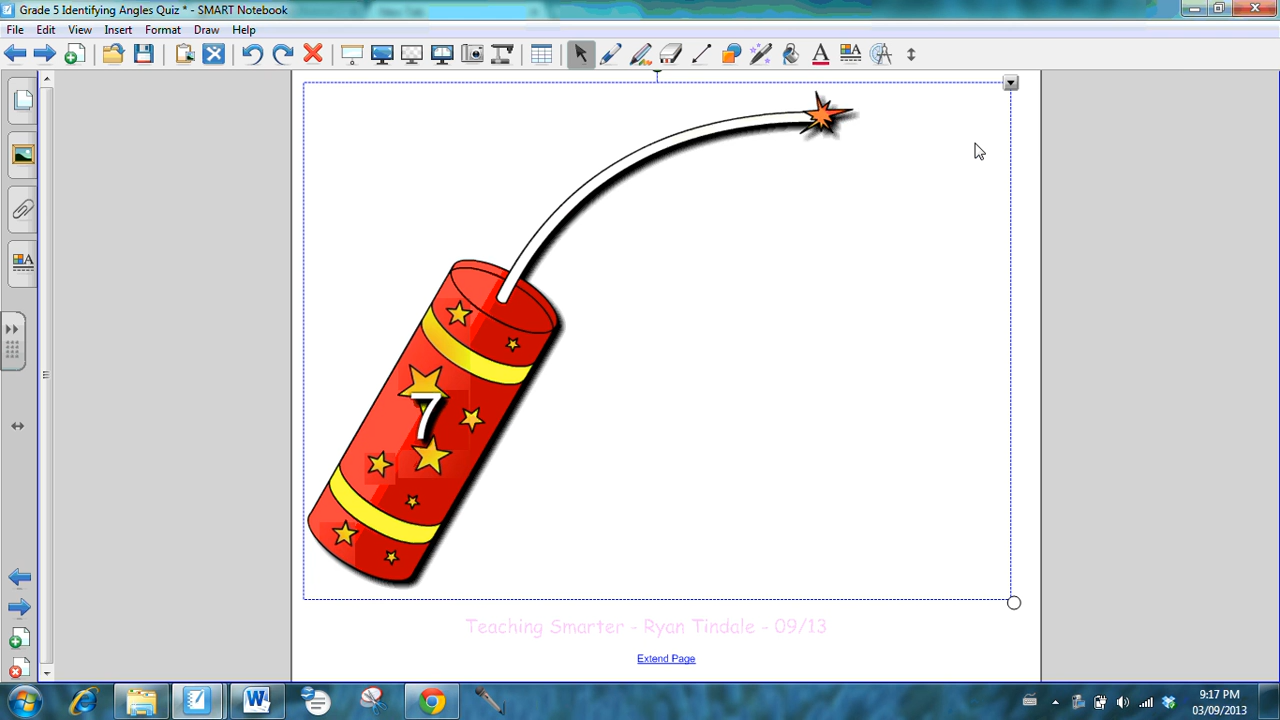 Grade 5 Identifying Angles Quiz * - SMART Notebook
File Edit View Insert Format Draw Help
7
Teaching Smarter - Ryan Tindale - 09/13
Extend Page
9:17 PM
03/09/2013